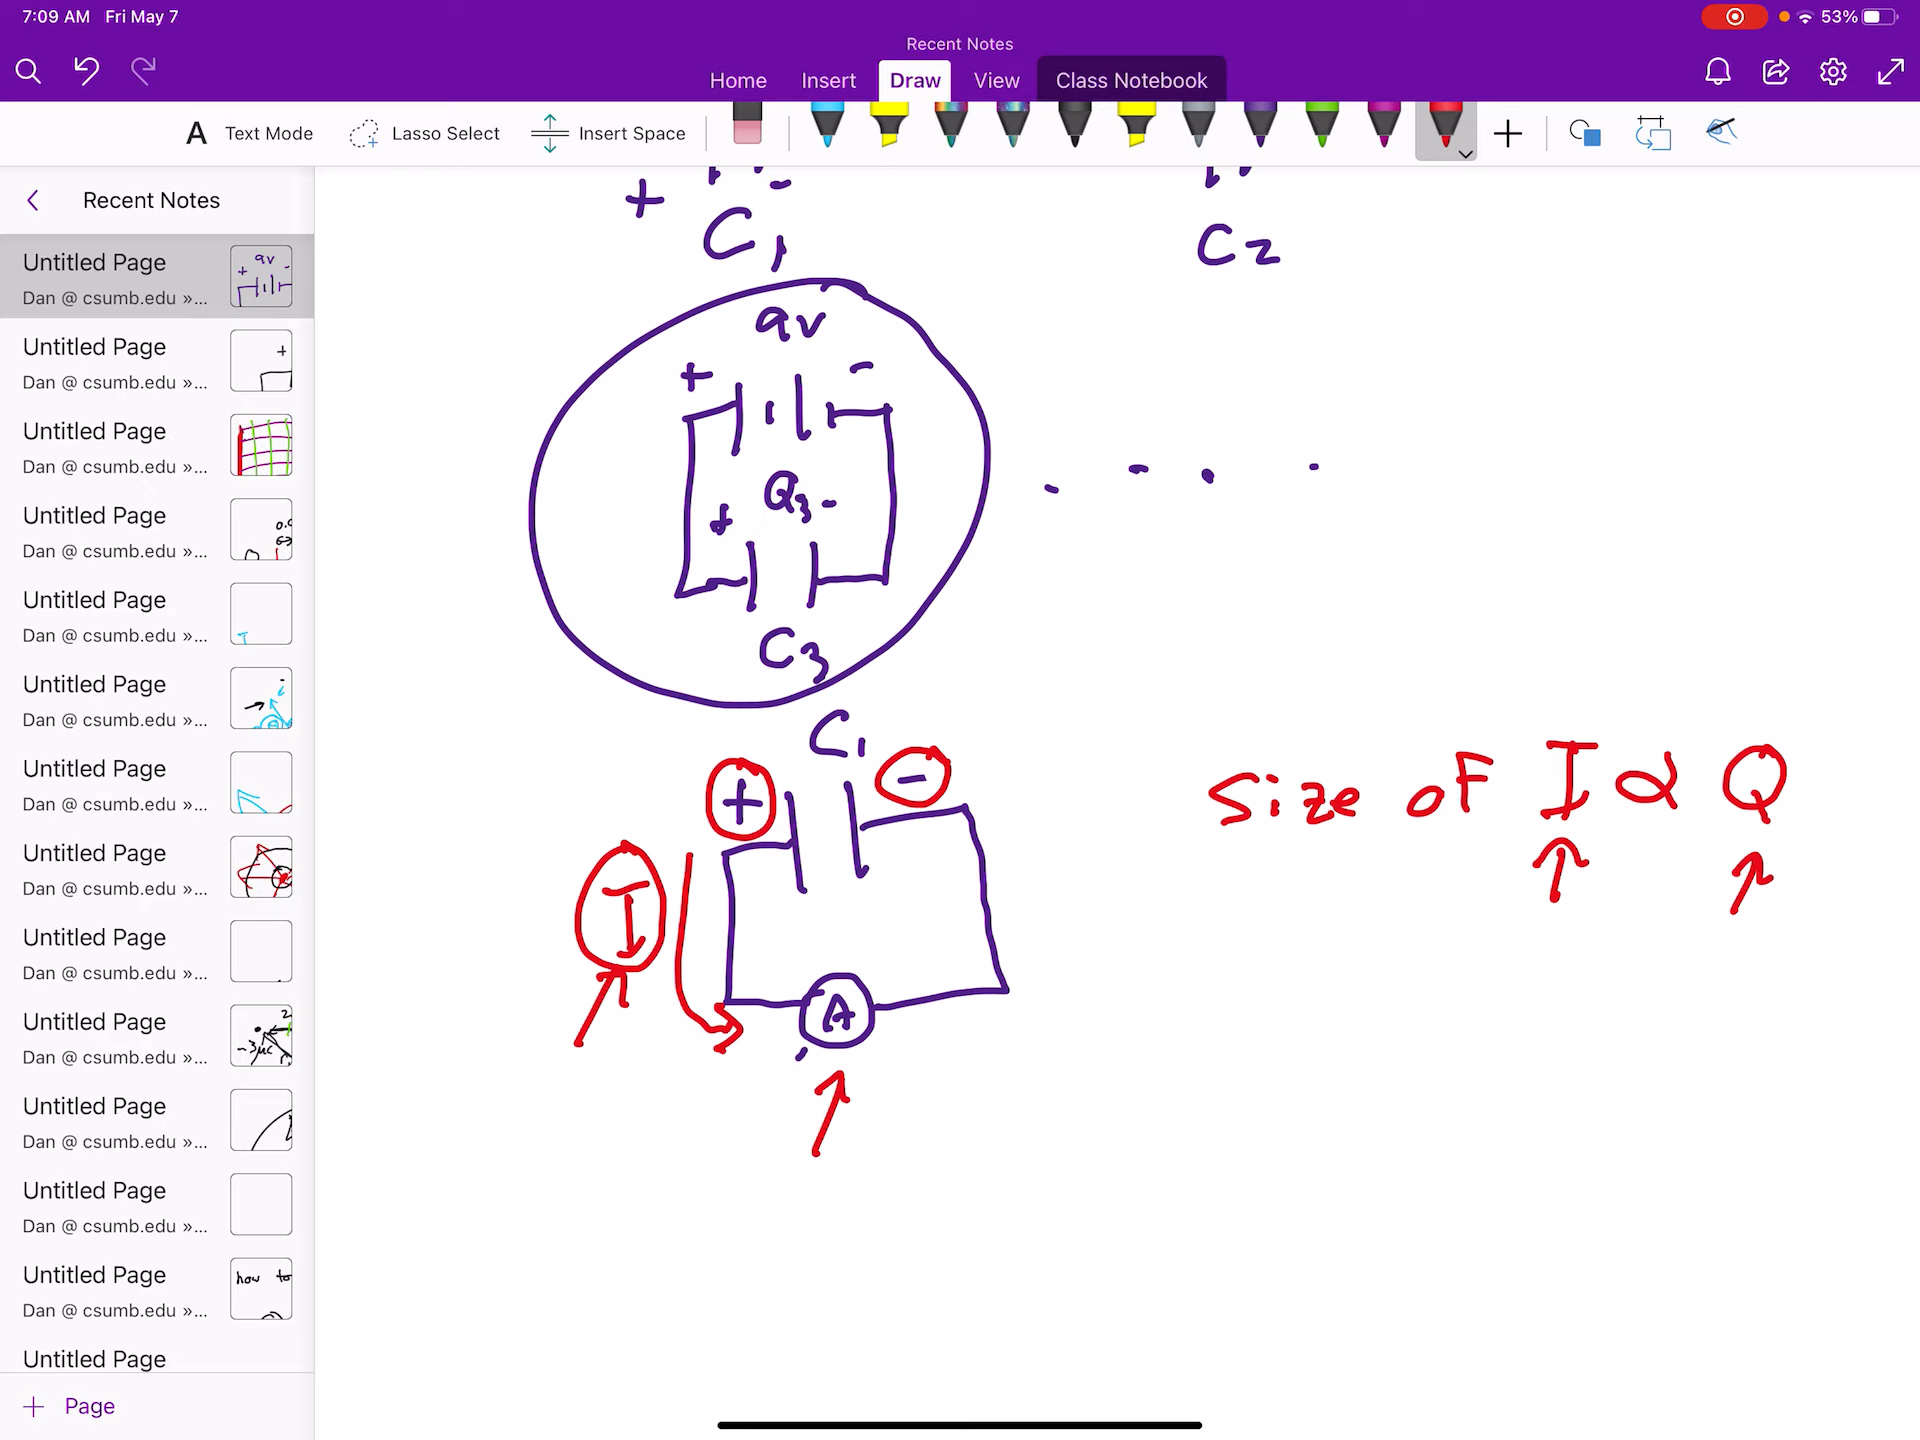 7:09 AM Fri May 7
53%
Recent Notes
Home Insert Draw View Class Notebook
A Text Mode Lasso Select Insert Space
Recent Notes
Untitled Page
Dan @ csumb.edu »...
Untitled Page
Dan @ csumb.edu »...
Untitled Page
Dan @ csumb.edu »...
Untitled Page
Dan @ csumb.edu »...
Untitled Page
Dan @ csumb.edu »...
Untitled Page
Dan @ csumb.edu »...
Untitled Page
Dan @ csumb.edu »...
Untitled Page
Dan @ csumb.edu »...
Untitled Page
Dan @ csumb.edu »...
Untitled Page
Dan @ csumb.edu »...
Untitled Page
Dan @ csumb.edu »...
Untitled Page
Dan @ csumb.edu »...
Untitled Page
Dan @ csumb.edu »...
Untitled Page
+ Page
9V
+ -
-3µc
how to
+ -
C1
C2
9V
+ -
Q3
+ -
C3
C1
+ -
I
A
Size of I α Q